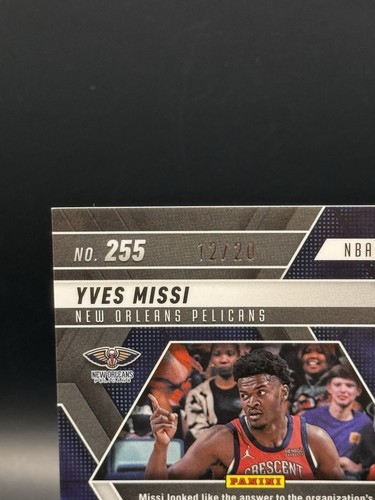 NO. 255 12/20 NBA
YVES MISSI
NEW ORLEANS PELICANS
NEW ORLEANS
PELICANS
CRESCENT
PANINI
Missi looked like the answer to the organization's